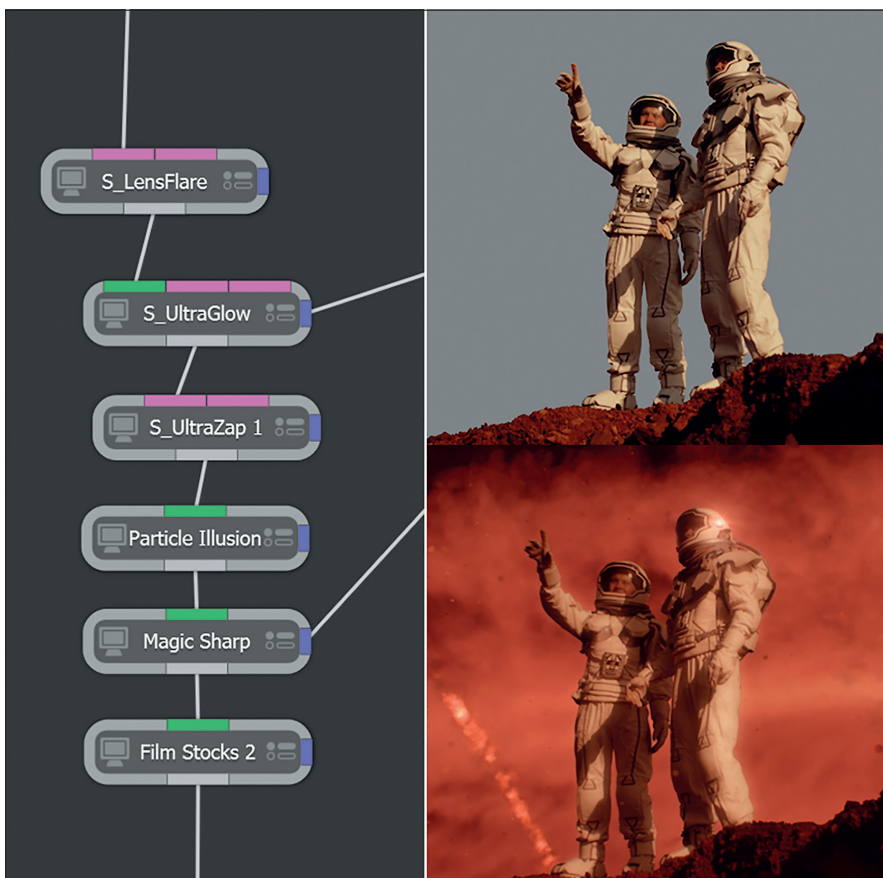 S_LensFlare
S_UltraGlow
S_UltraZap 1
Particle Illusion
Magic Sharp
Film Stocks 2